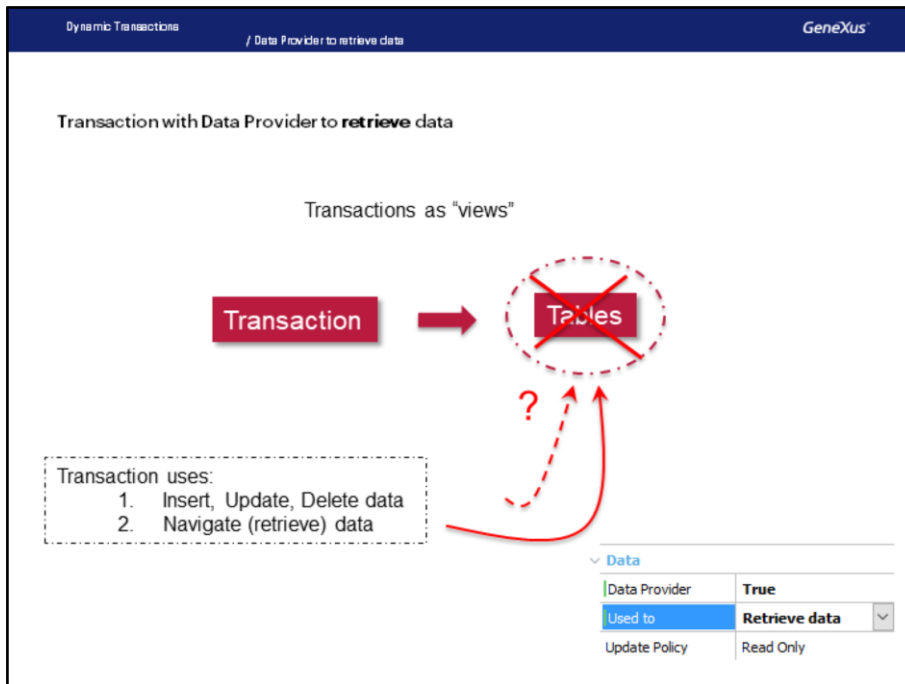 Dynamic Transactions
/ Data Provider to retrieve data
GeneXus
Transaction with Data Provider to retrieve data
Transactions as “views”
Transaction
Tables
?
Transaction uses:
1. Insert, Update, Delete data
2. Navigate (retrieve) data
Data
Data Provider True
Used to Retrieve data
Update Policy Read Only